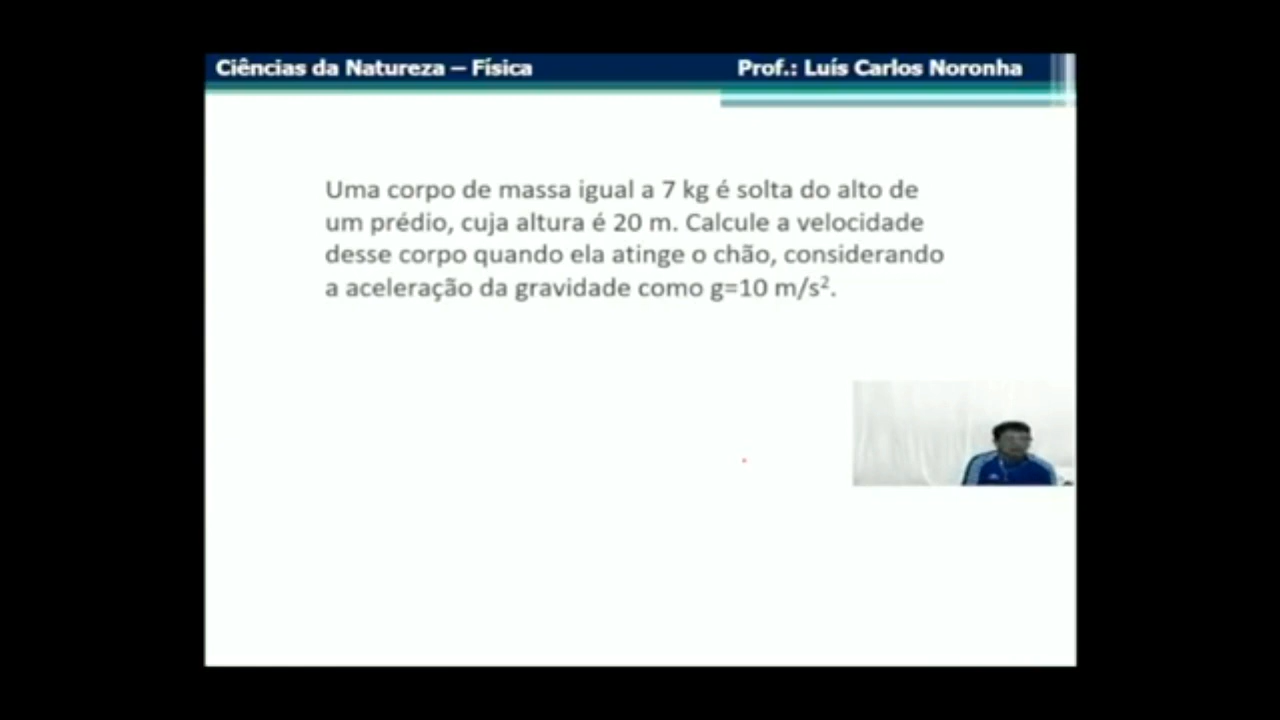 Ciências da Natureza – Física
Prof.: Luís Carlos Noronha
Uma corpo de massa igual a 7 kg é solta do alto de
um prédio, cuja altura é 20 m. Calcule a velocidade
desse corpo quando ela atinge o chão, considerando
a aceleração da gravidade como g=10 m/s².